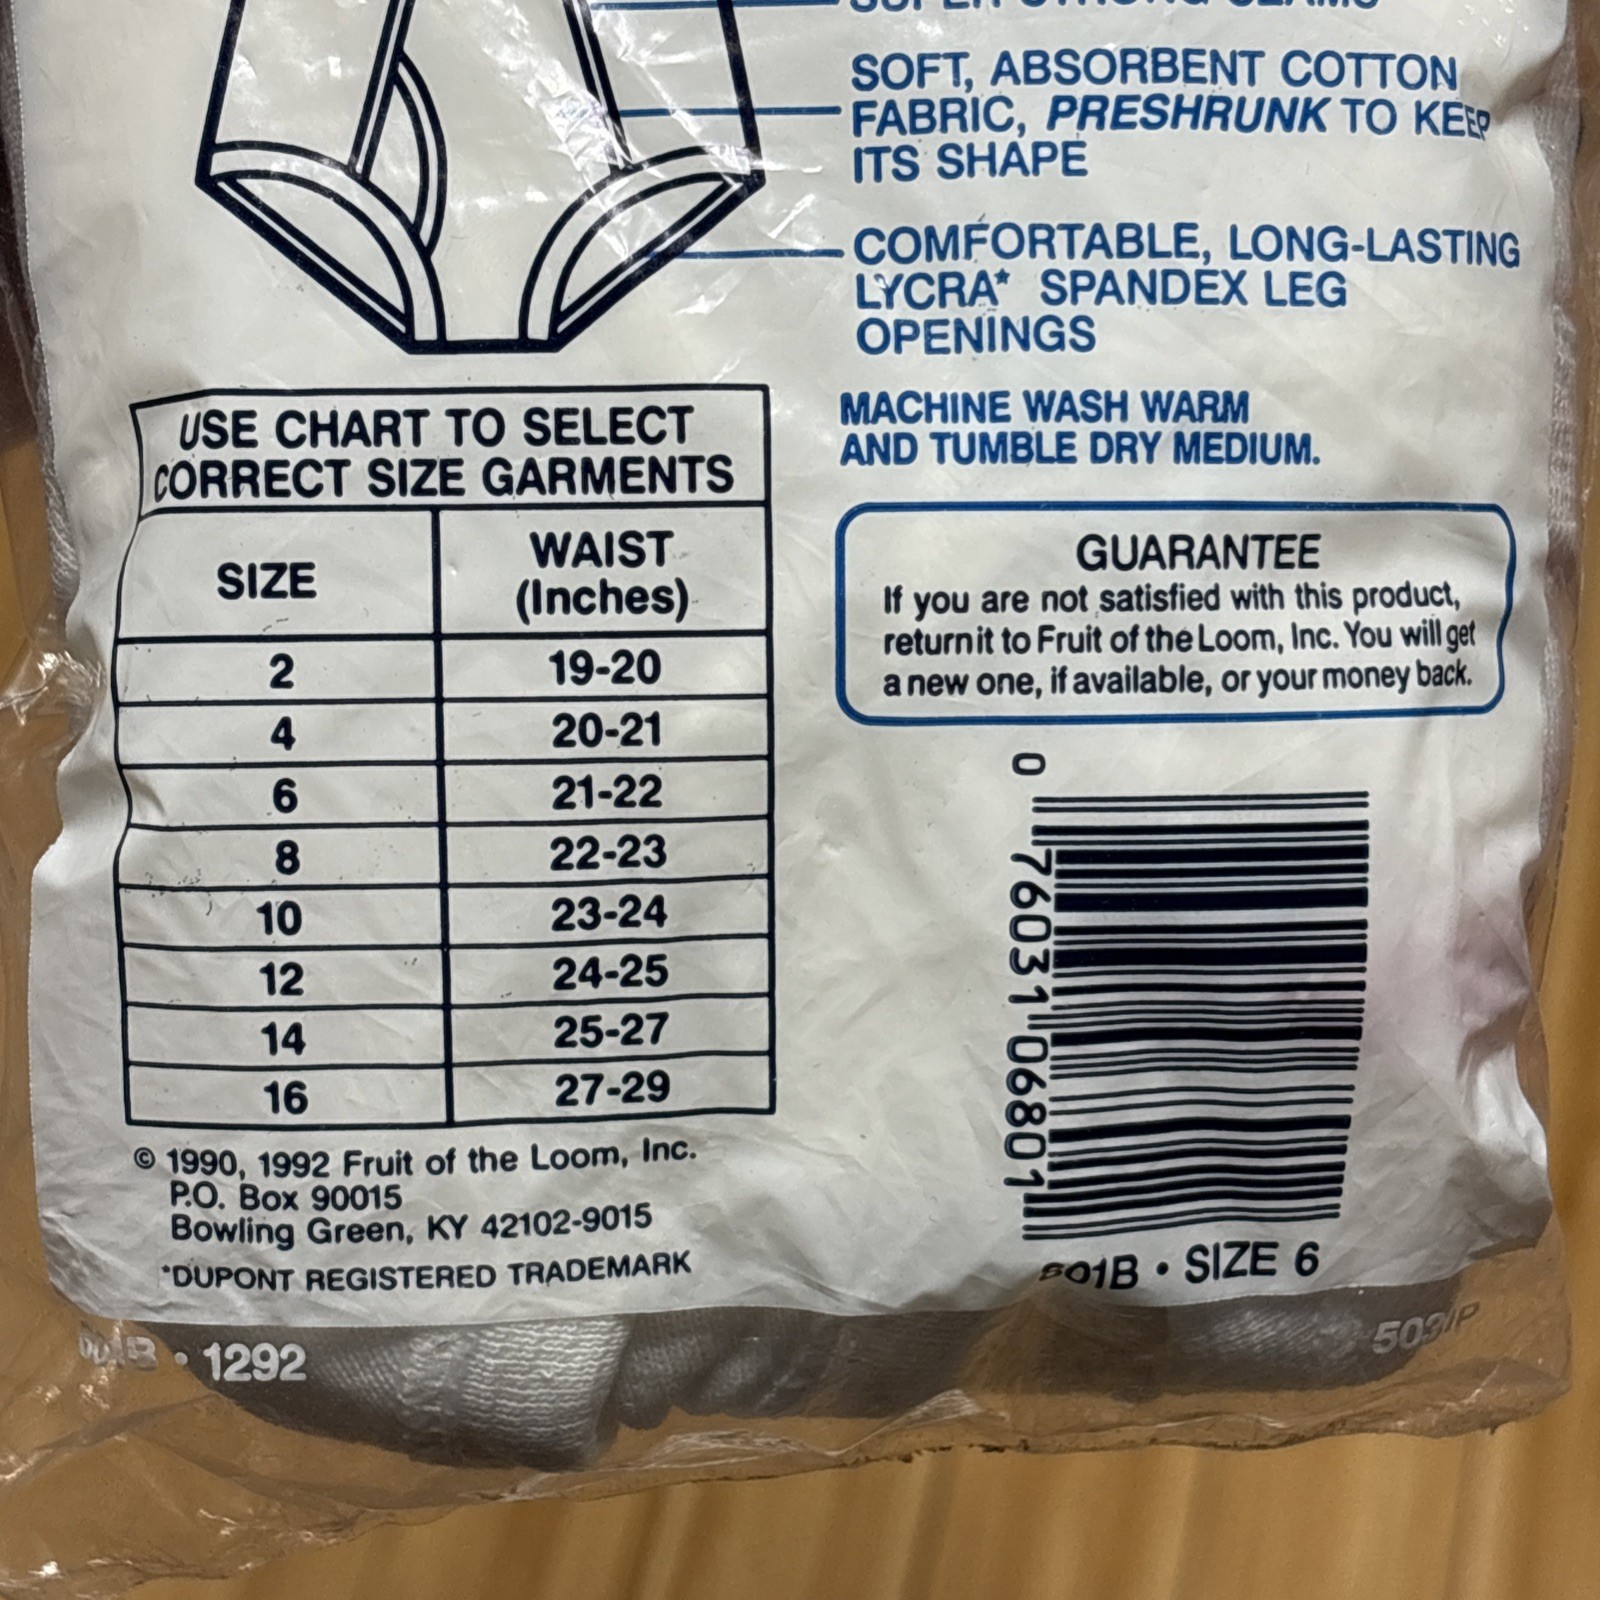 SUPER STRONG SEAMS
SOFT, ABSORBENT COTTON
FABRIC, PRESHRUNK TO KEEP
ITS SHAPE
COMFORTABLE, LONG-LASTING
LYCRA* SPANDEX LEG
OPENINGS
MACHINE WASH WARM
AND TUMBLE DRY MEDIUM.
USE CHART TO SELECT
CORRECT SIZE GARMENTS
SIZE WAIST (Inches)
2 19-20
4 20-21
6 21-22
8 22-23
10 23-24
12 24-25
14 25-27
16 27-29
© 1990, 1992 Fruit of the Loom, Inc.
P.O. Box 90015
Bowling Green, KY 42102-9015
*DUPONT REGISTERED TRADEMARK
GUARANTEE
If you are not satisfied with this product,
return it to Fruit of the Loom, Inc. You will get
a new one, if available, or your money back.
0 76031 06801
SIZE 6
• 1292